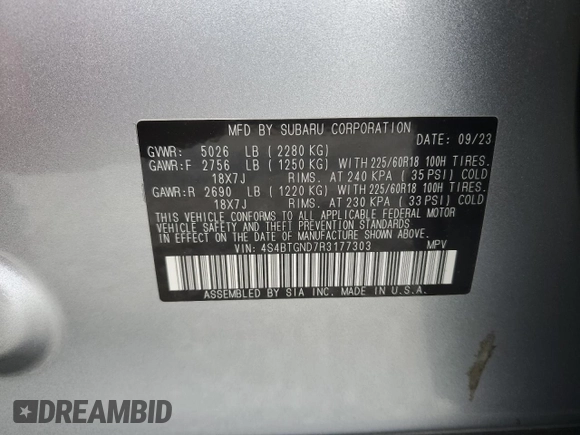 MFD BY SUBARU CORPORATION
DATE: 09/23
GVWR: 5026 LB ( 2280 KG)
GAWR:F 2756 LB ( 1250 KG) WITH 225/60R18 100H TIRES.
18X7J RIMS. AT 240 KPA ( 35 PSI) COLD
GAWR:R 2690 LB ( 1220 KG) WITH 225/60R18 100H TIRES.
18X7J RIMS. AT 230 KPA ( 33 PSI) COLD
THIS VEHICLE CONFORMS TO ALL APPLICABLE FEDERAL MOTOR
VEHICLE SAFETY AND THEFT PREVENTION STANDARDS IN EFFECT
ON THE DATE OF MANUFACTURE SHOWN ABOVE.
VIN: 4S4BTGND7R3177303 MPV
ASSEMBLED BY SIA INC. MADE IN U.S.A.
DREAMBID